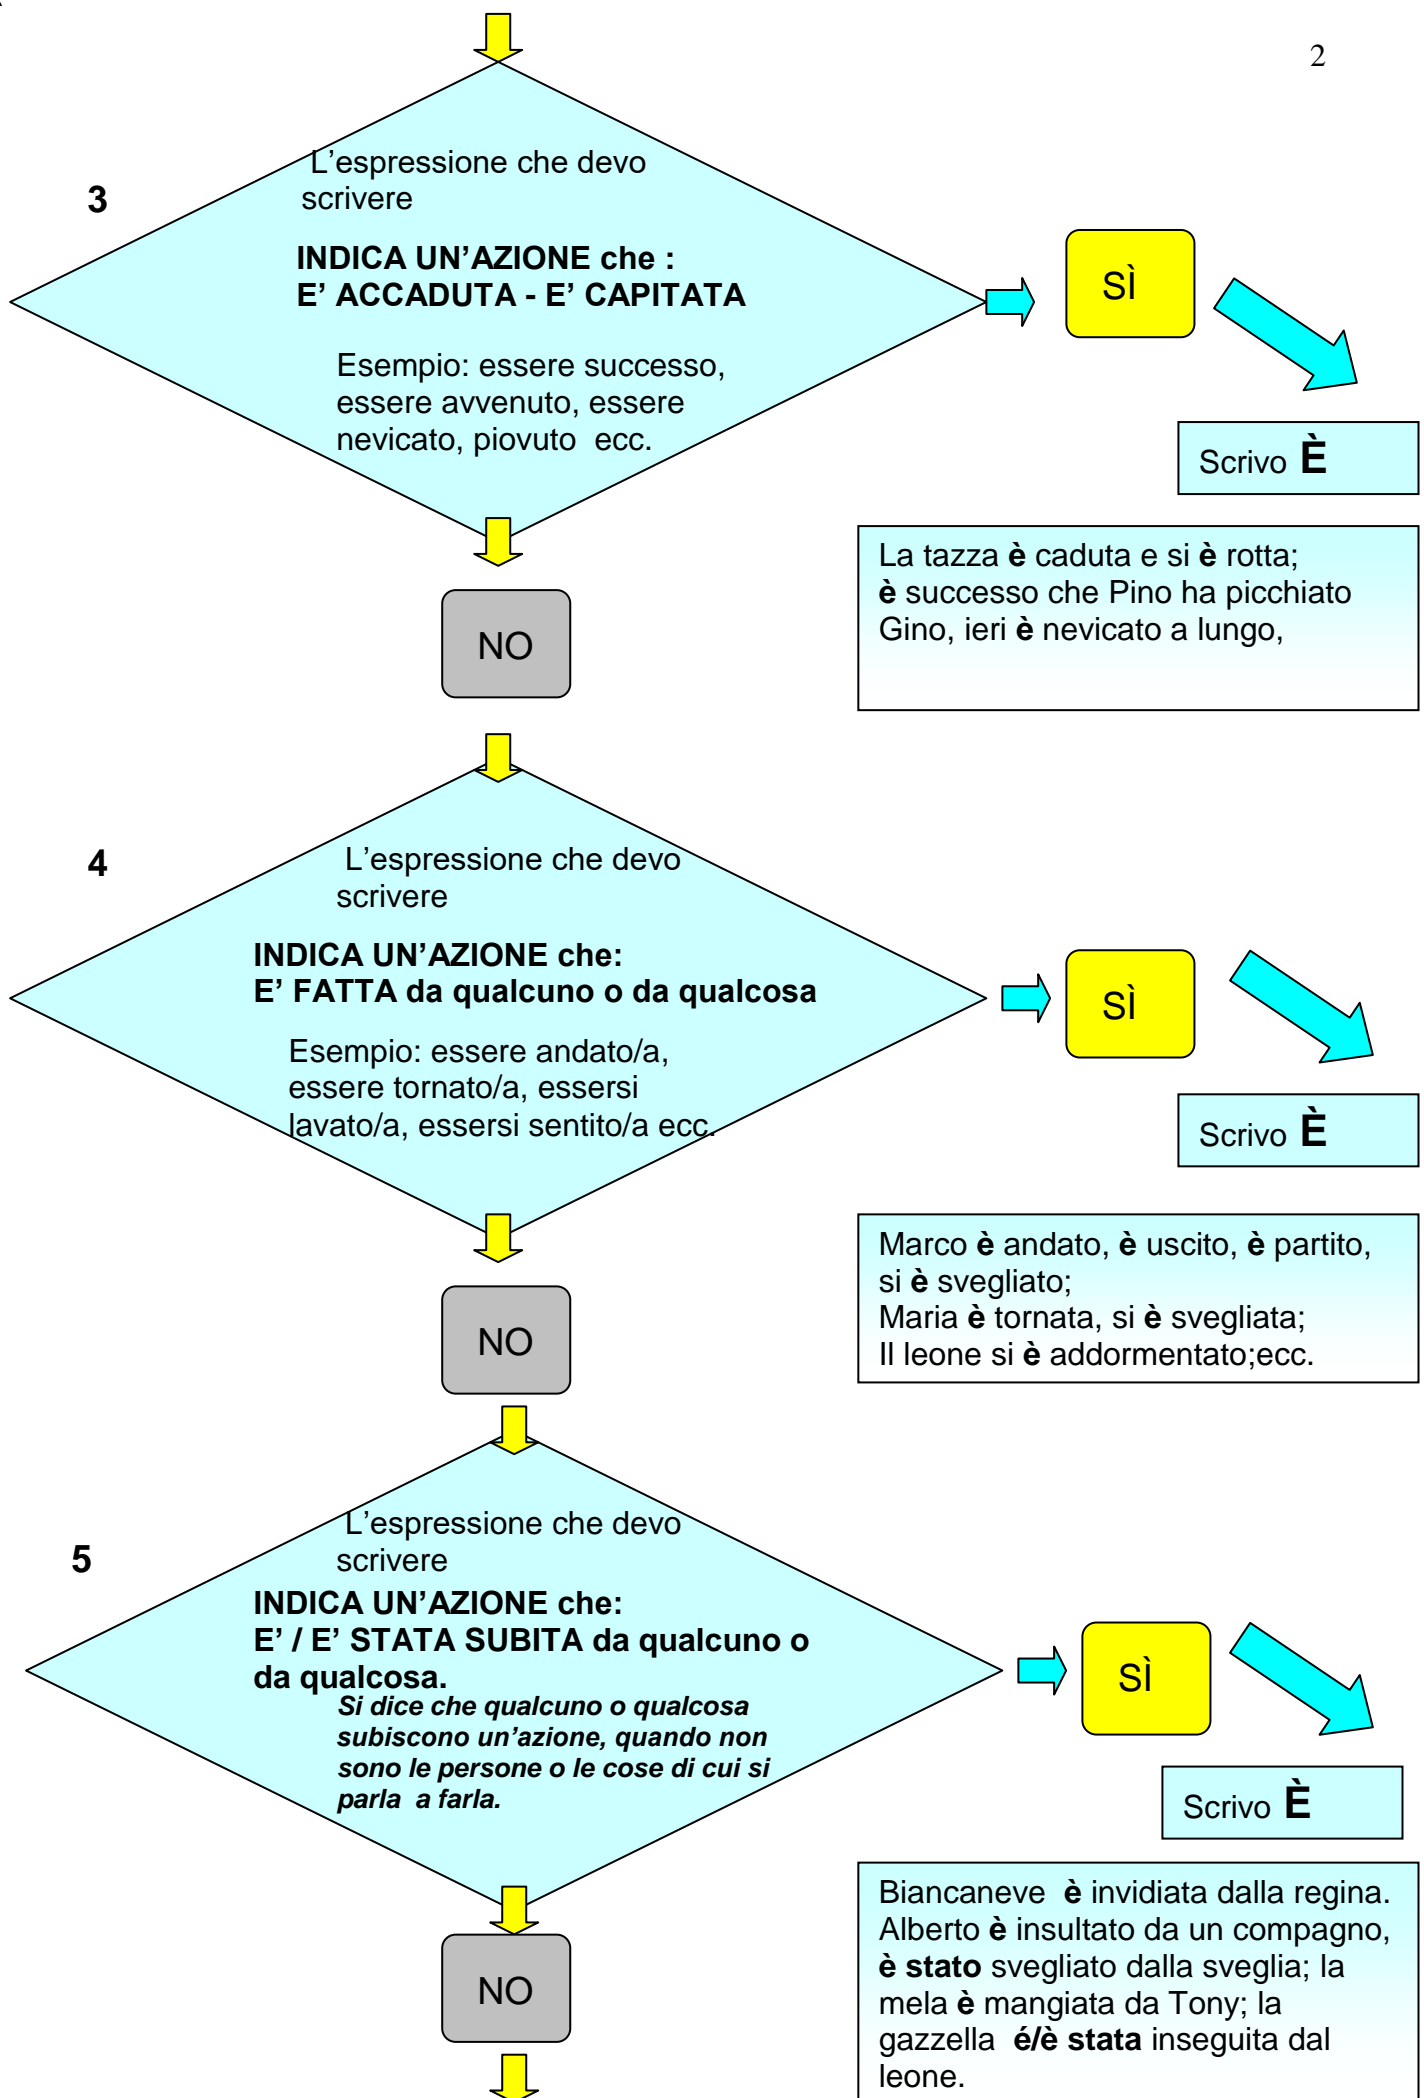 2
3
L’espressione che devo
scrivere
INDICA UN’AZIONE che :
E’ ACCADUTA - E’ CAPITATA
Esempio: essere successo,
essere avvenuto, essere
nevicato, piovuto  ecc.
SÌ
Scrivo È
La tazza è caduta e si è rotta;
è successo che Pino ha picchiato
Gino, ieri è nevicato a lungo,
NO
4
L’espressione che devo
scrivere
INDICA UN’AZIONE che:
E’ FATTA da qualcuno o da qualcosa
Esempio: essere andato/a,
essere tornato/a, essersi
lavato/a, essersi sentito/a ecc.
SÌ
Scrivo È
Marco è andato, è uscito, è partito,
si è svegliato;
Maria è tornata, si è svegliata;
Il leone si è addormentato;ecc.
NO
5
L’espressione che devo
scrivere
INDICA UN’AZIONE che:
E’ / E’ STATA SUBITA da qualcuno o
da qualcosa.
Si dice che qualcuno o qualcosa
subiscono un’azione, quando non
sono le persone o le cose di cui si
parla  a farla.
SÌ
Scrivo È
Biancaneve  è invidiata dalla regina.
Alberto è insultato da un compagno,
è stato svegliato dalla sveglia; la
mela è mangiata da Tony; la
gazzella  é/è stata inseguita dal
leone.
NO